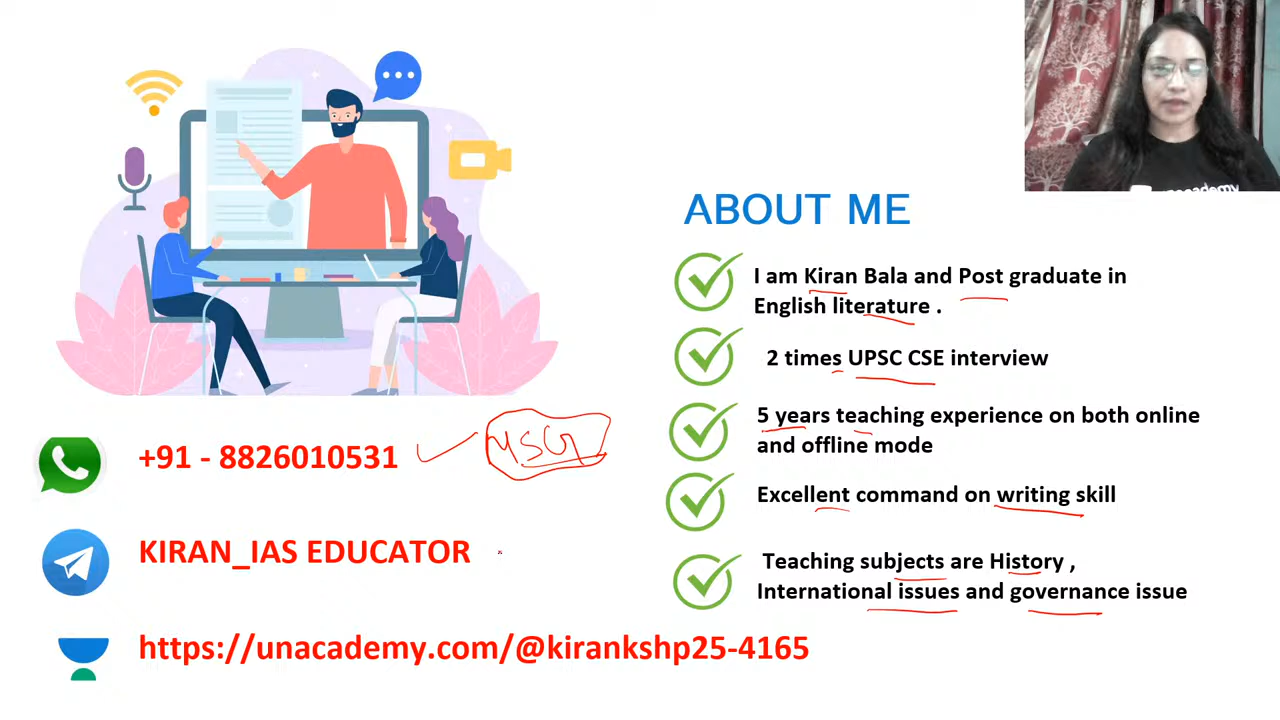 ABOUT ME
I am Kiran Bala and Post graduate in
English literature .
2 times UPSC CSE interview
5 years teaching experience on both online
and offline mode
Excellent command on writing skill
Teaching subjects are History ,
International issues and governance issue
+91 - 8826010531
KIRAN_IAS EDUCATOR
https://unacademy.com/@kirankshp25-4165
unacademy